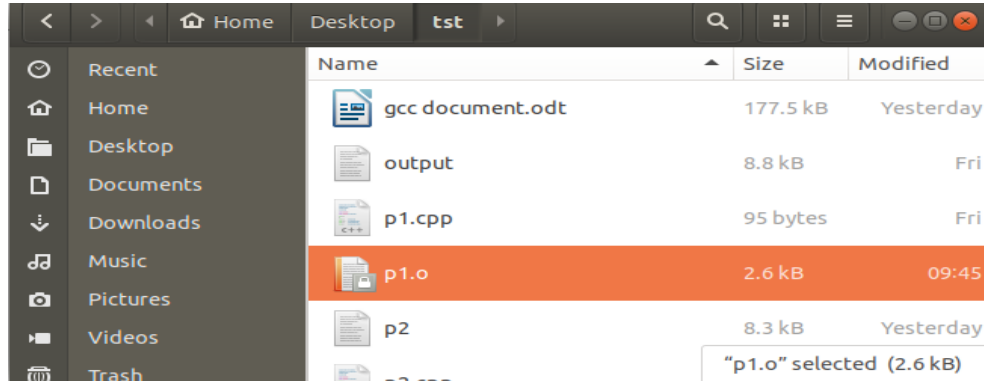 Home Desktop tst
Name Size Modified
Recent
Home
Desktop
Documents
Downloads
Music
Pictures
Videos
Trash
gcc document.odt 177.5 kB Yesterday
output 8.8 kB Fri
p1.cpp 95 bytes Fri
p1.o 2.6 kB 09:45
p2 8.3 kB Yesterday
“p1.o” selected (2.6 kB)